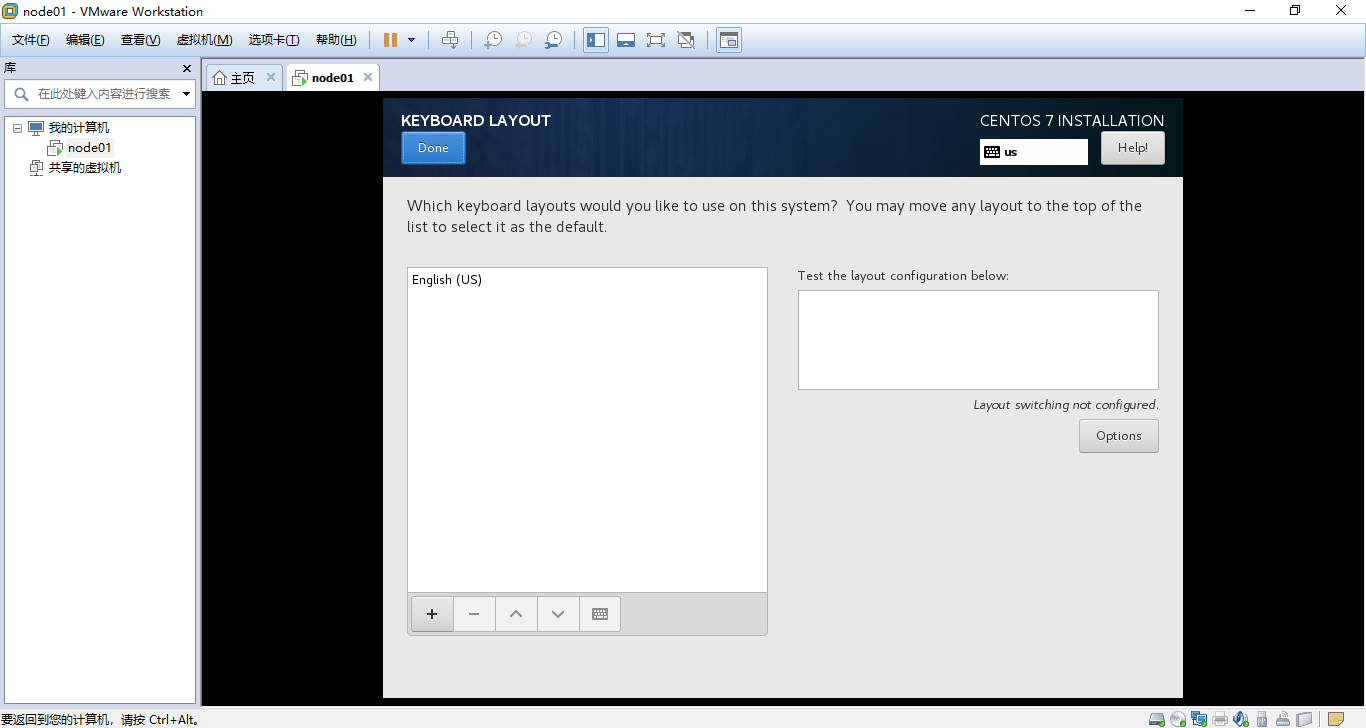 node01 - VMware Workstation
文件(F) 编辑(E) 查看(V) 虚拟机(M) 选项卡(T) 帮助(H)
库
主页
node01
在此处键入内容进行搜索
我的计算机
node01
共享的虚拟机
KEYBOARD LAYOUT
CENTOS 7 INSTALLATION
Done
us
Help!
Which keyboard layouts would you like to use on this system? You may move any layout to the top of the
list to select it as the default.
English (US)
Test the layout configuration below:
Layout switching not configured.
Options
要返回到您的计算机，请按 Ctrl+Alt。